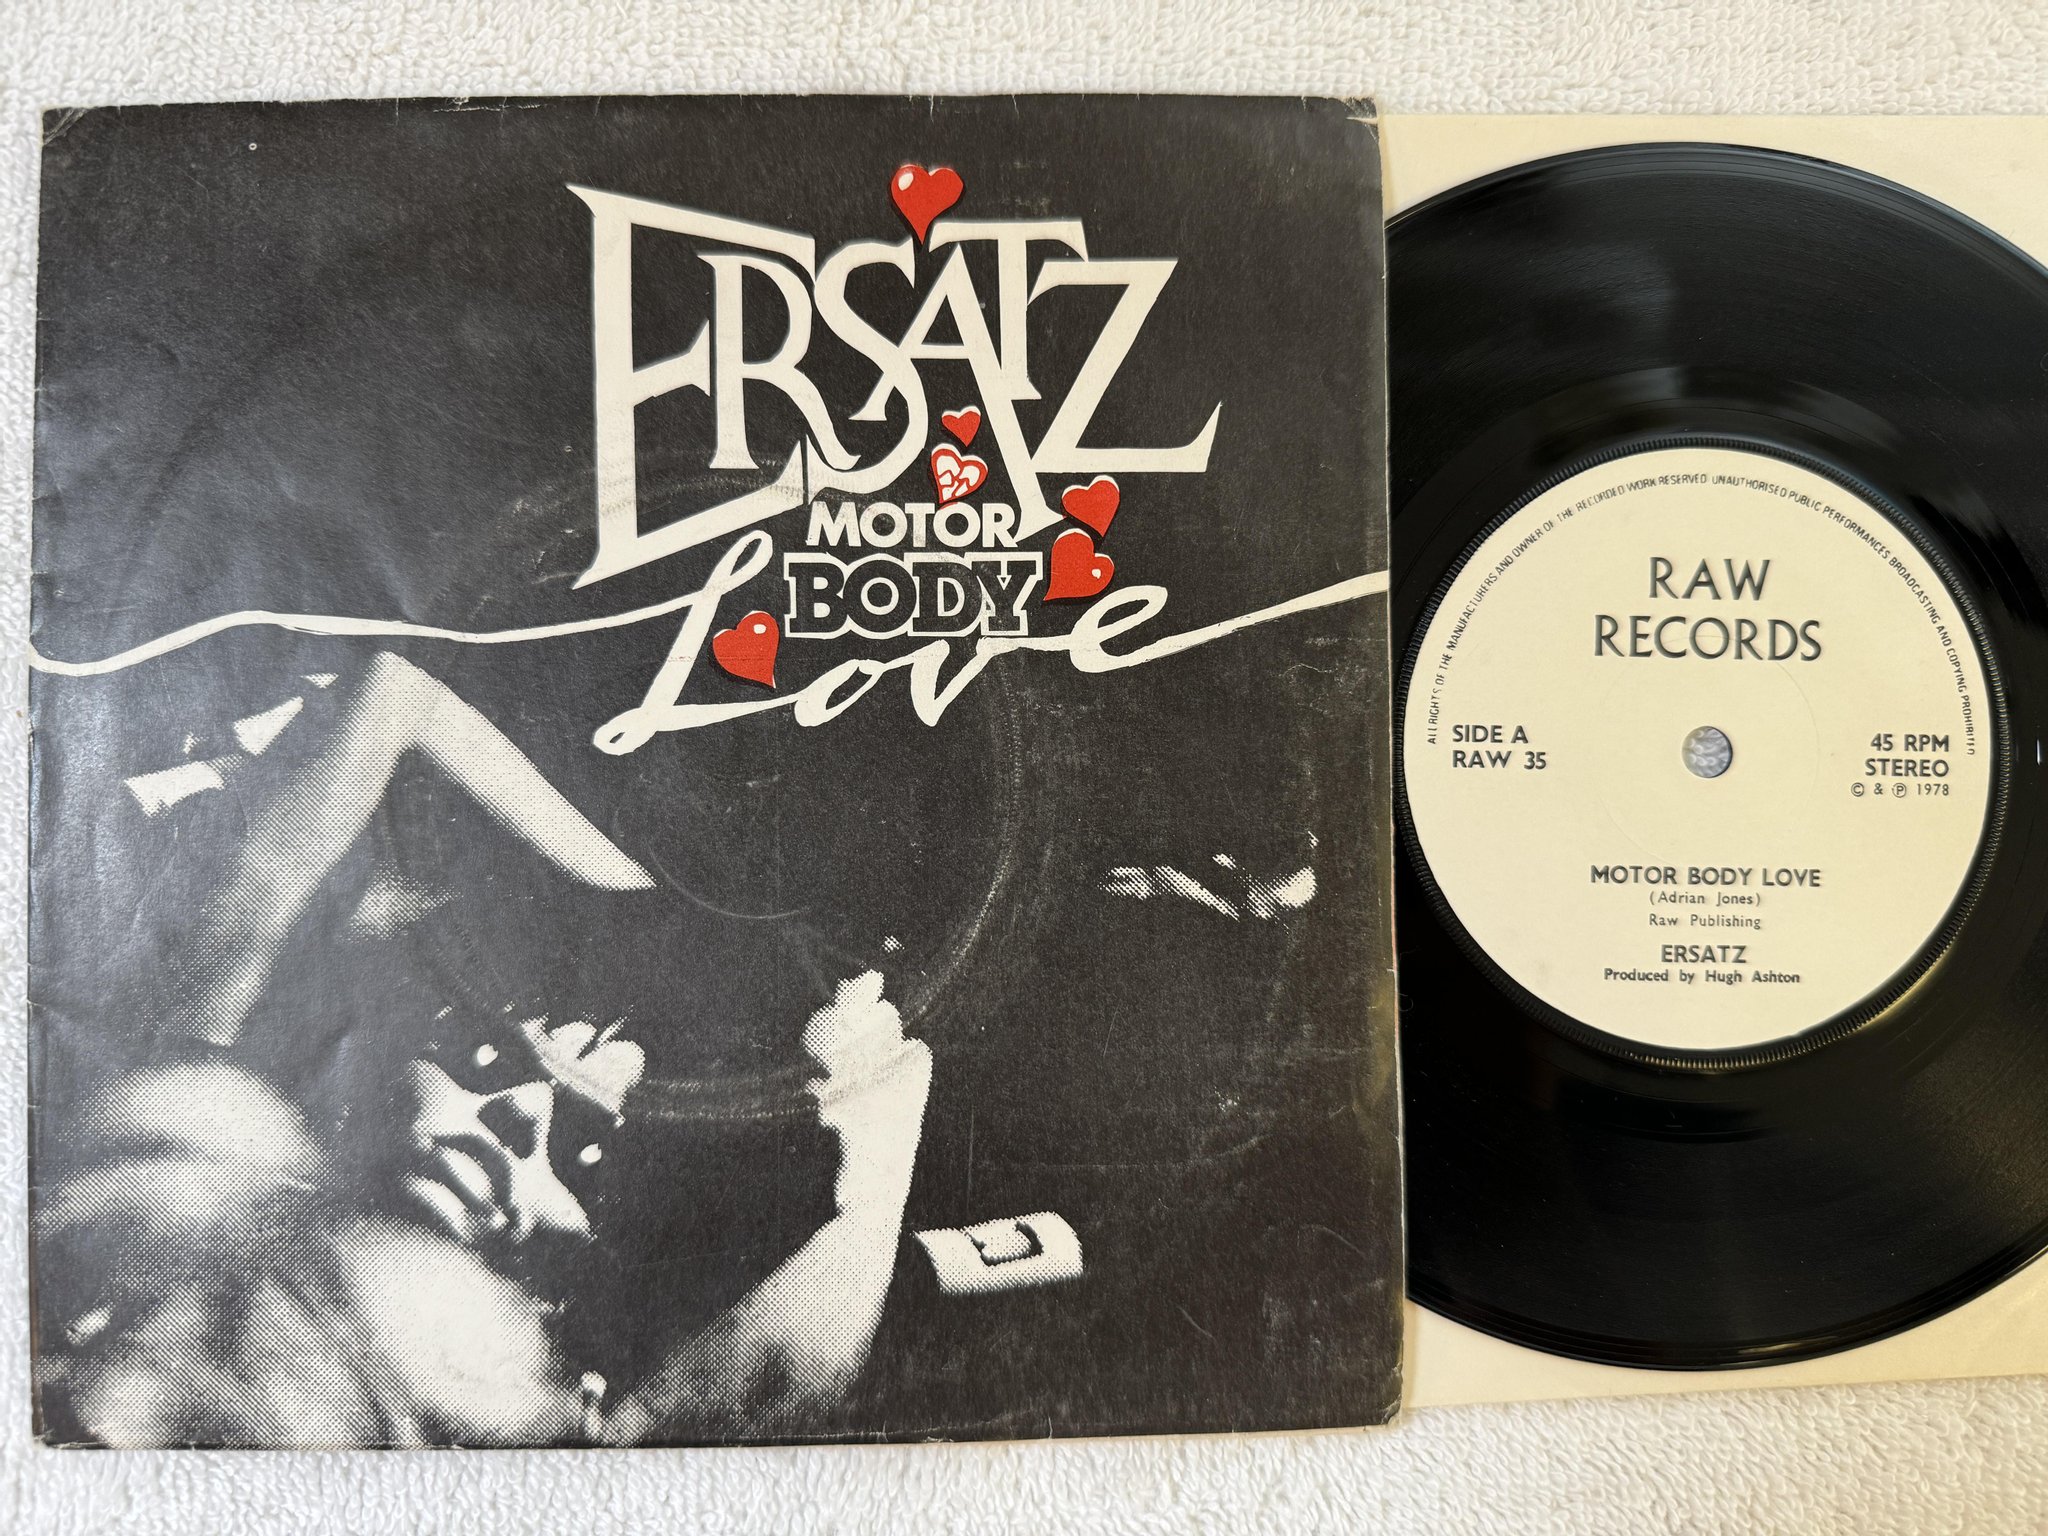 ERSATZ
MOTOR
BODY
Love
ALL RIGHTS OF THE MANUFACTURERS AND OWNER OF THE RECORDED WORK RESERVED UNAUTHORISED PUBLIC PERFORMANCES BROADCASTING AND COPYING PROHIBITED
RAW
RECORDS
SIDE A
RAW 35
45 RPM
STEREO
© & ℗ 1978
MOTOR BODY LOVE
(Adrian Jones)
Raw Publishing
ERSATZ
Produced by Hugh Ashton